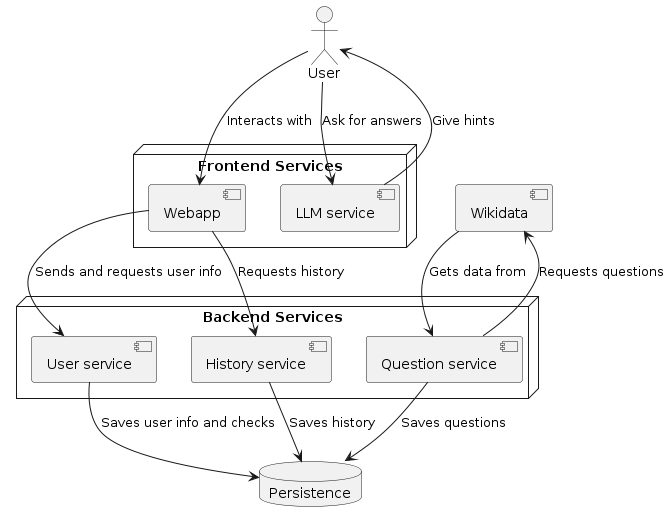 User
Interacts with
Ask for answers
Give hints
Frontend Services
Webapp
LLM service
Wikidata
Sends and requests user info
Requests history
Gets data from
Requests questions
Backend Services
User service
History service
Question service
Saves user info and checks
Saves history
Saves questions
Persistence